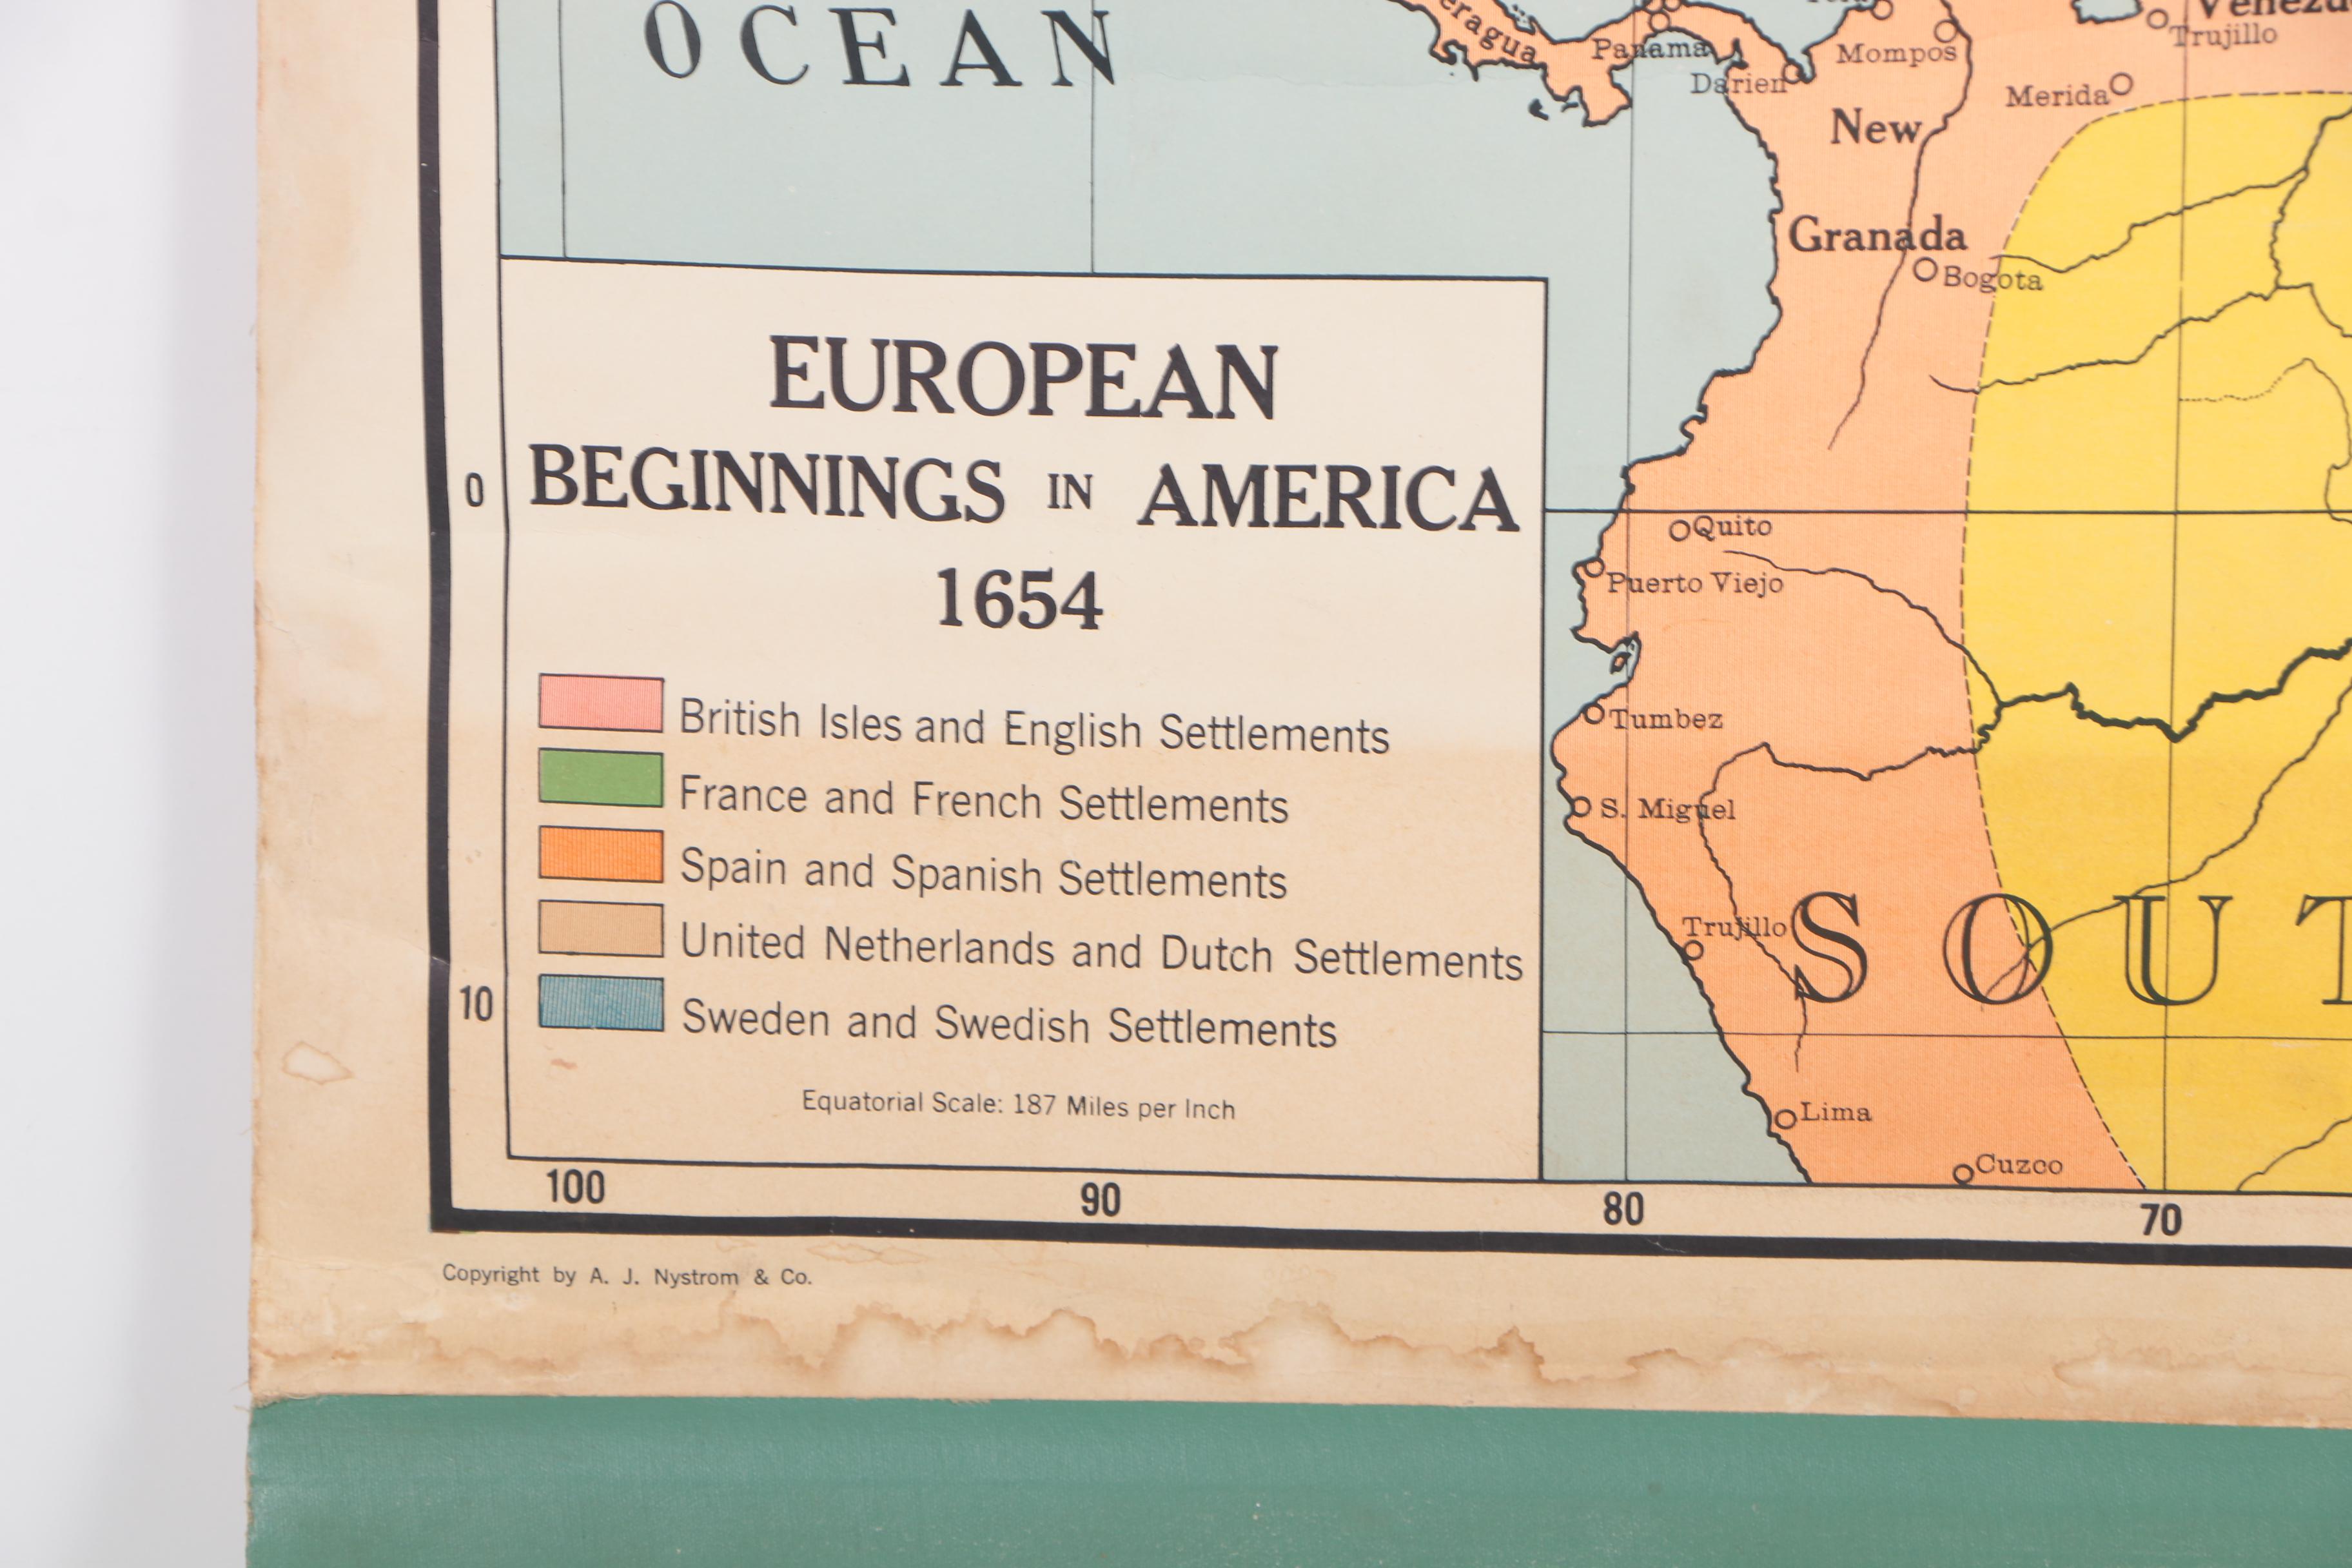 OCEAN
Panama
Darien
Mompos
Trujillo
Merida
New
Granada
Bogota
EUROPEAN
BEGINNINGS IN AMERICA
1654
0
Quito
Puerto Viejo
British Isles and English Settlements
Tumbez
France and French Settlements
S. Miguel
Spain and Spanish Settlements
Trujillo
United Netherlands and Dutch Settlements
SOUT
10
Sweden and Swedish Settlements
Equatorial Scale: 187 Miles per Inch
Lima
Cuzco
100 90 80 70
Copyright by A. J. Nystrom & Co.